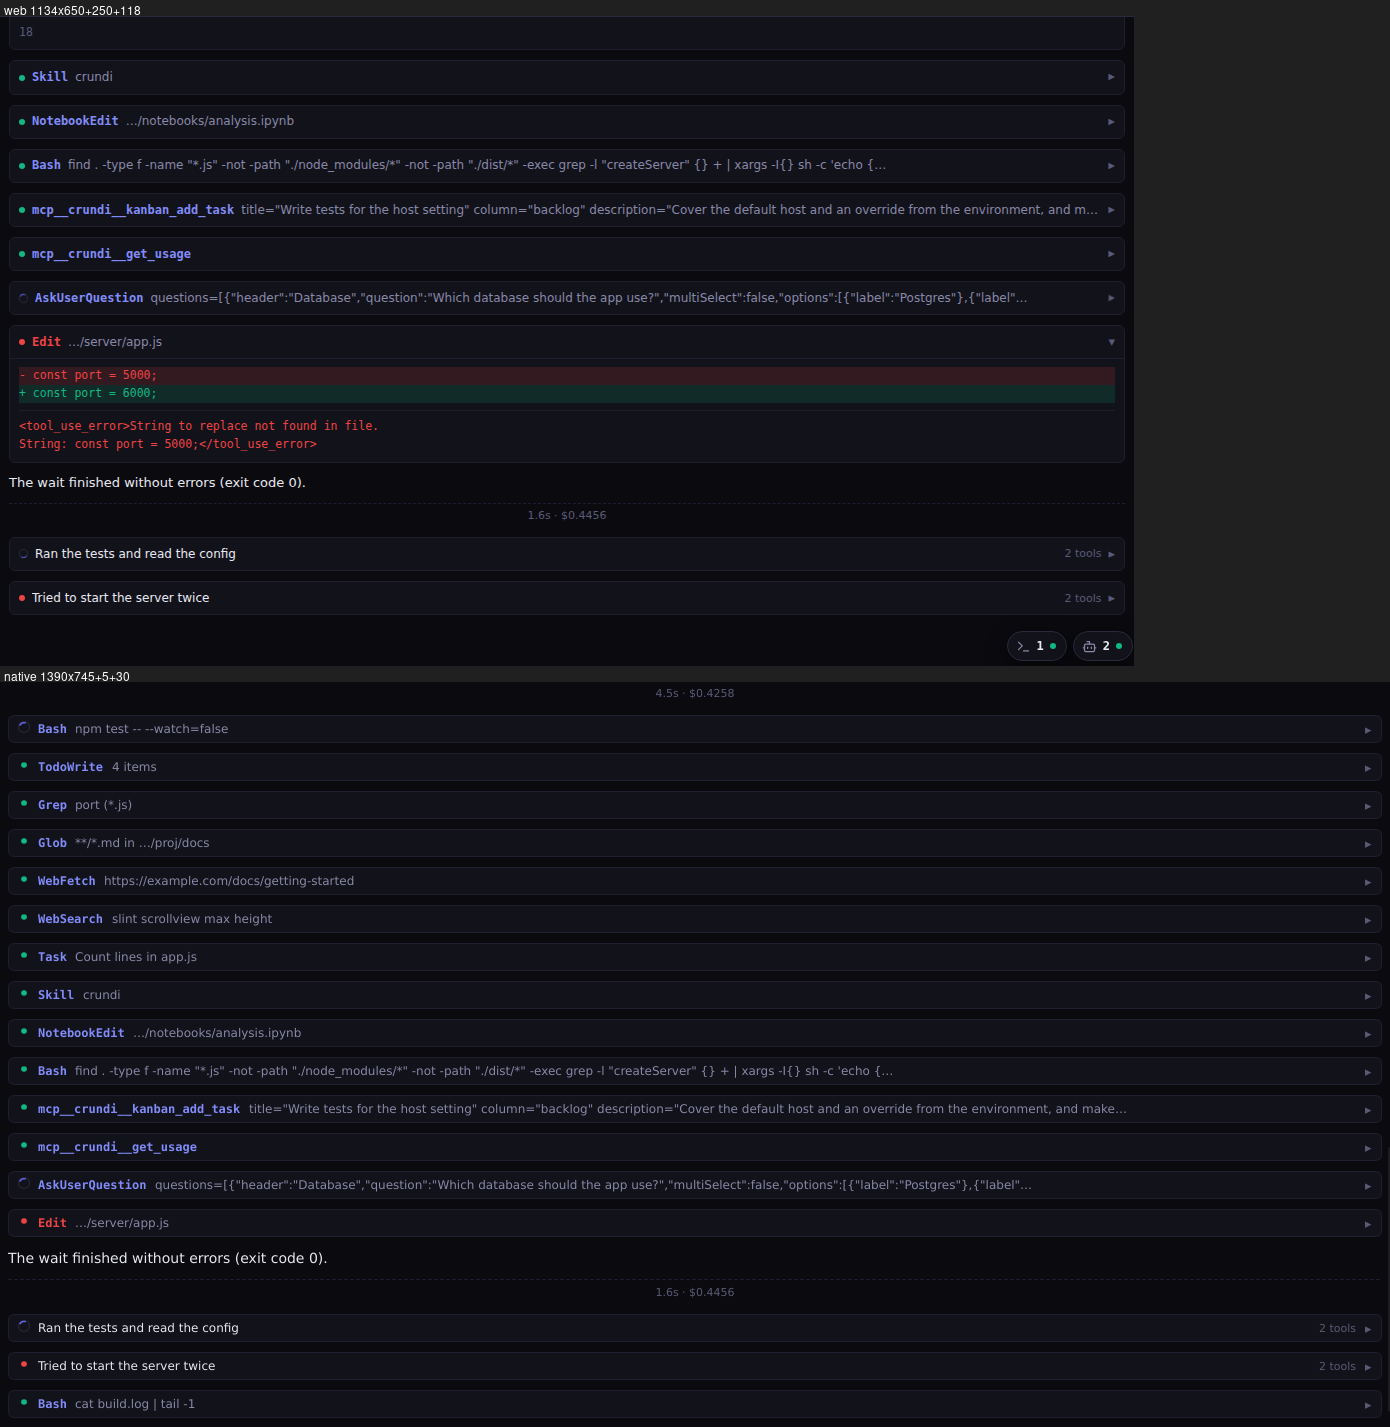 web 1134x650+250+118
18
Skill crundi
NotebookEdit …/notebooks/analysis.ipynb
Bash find . -type f -name "*.js" -not -path "./node_modules/*" -not -path "./dist/*" -exec grep -l "createServer" {} + | xargs -I{} sh -c 'echo {…
mcp__crundi__kanban_add_task title="Write tests for the host setting" column="backlog" description="Cover the default host and an override from the environment, and m…
mcp__crundi__get_usage
AskUserQuestion questions=[{"header":"Database","question":"Which database should the app use?","multiSelect":false,"options":[{"label":"Postgres"},{"label"…
Edit …/server/app.js
- const port = 5000;
+ const port = 6000;
<tool_use_error>String to replace not found in file.
String: const port = 5000;</tool_use_error>
The wait finished without errors (exit code 0).
1.6s · $0.4456
Ran the tests and read the config 2 tools
Tried to start the server twice 2 tools
1 2
native 1390x745+5+30
4.5s · $0.4258
Bash npm test -- --watch=false
TodoWrite 4 items
Grep port (*.js)
Glob **/*.md in …/proj/docs
WebFetch https://example.com/docs/getting-started
WebSearch slint scrollview max height
Task Count lines in app.js
Skill crundi
NotebookEdit …/notebooks/analysis.ipynb
Bash find . -type f -name "*.js" -not -path "./node_modules/*" -not -path "./dist/*" -exec grep -l "createServer" {} + | xargs -I{} sh -c 'echo {…
mcp__crundi__kanban_add_task title="Write tests for the host setting" column="backlog" description="Cover the default host and an override from the environment, and make…
mcp__crundi__get_usage
AskUserQuestion questions=[{"header":"Database","question":"Which database should the app use?","multiSelect":false,"options":[{"label":"Postgres"},{"label"…
Edit …/server/app.js
The wait finished without errors (exit code 0).
1.6s · $0.4456
Ran the tests and read the config 2 tools
Tried to start the server twice 2 tools
Bash cat build.log | tail -1